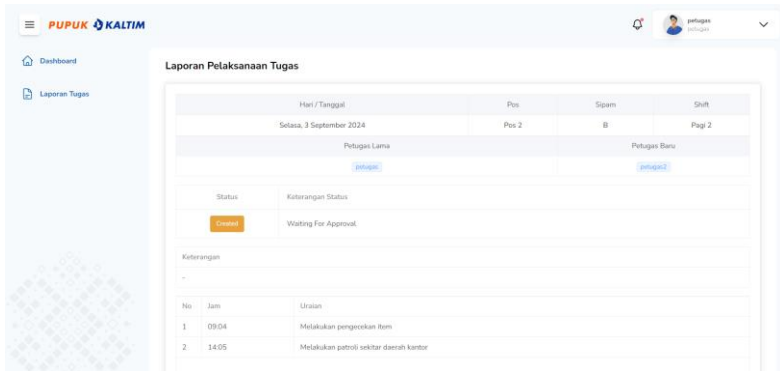 PUPUK KALTIM
petugas
petugas
Dashboard
Laporan Tugas
Laporan Pelaksanaan Tugas
Hari / Tanggal Pos Sipam Shift
Selasa, 3 September 2024 Pos 2 B Pagi 2
Petugas Lama Petugas Baru
petugas petugas2
Status Keterangan Status
Created Waiting For Approval
Keterangan
-
No Jam Uraian
1 09:04 Melakukan pengecekan item
2 14:05 Melakukan patroli sekitar daerah kantor